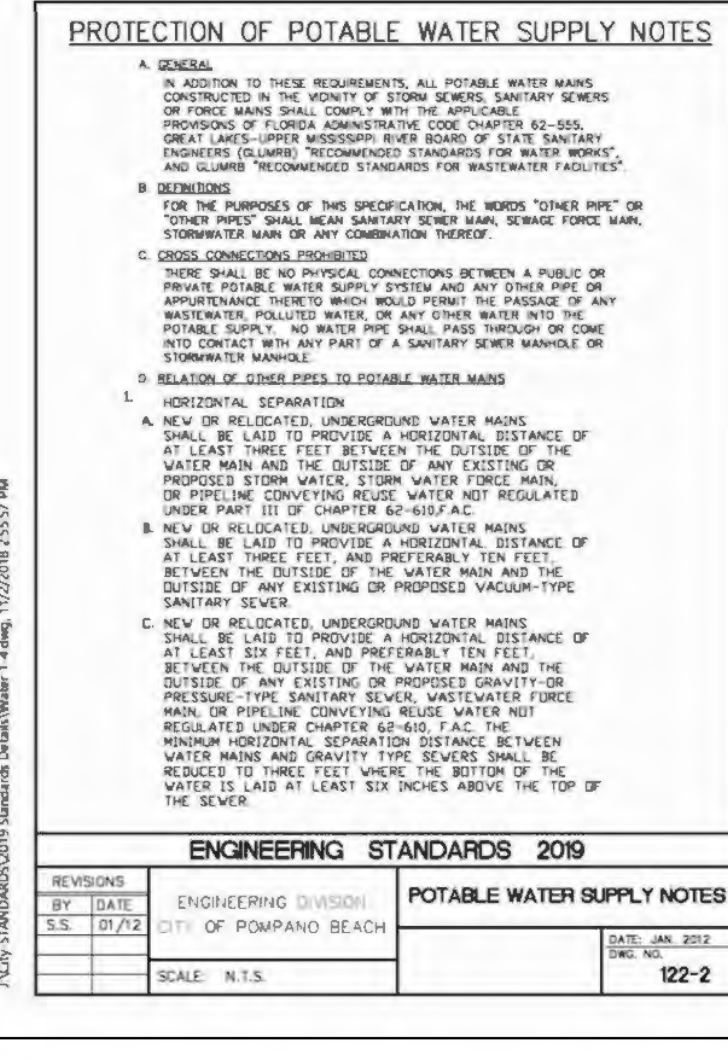 PROTECTION OF POTABLE WATER SUPPLY NOTES
A. GENERAL
IN ADDITION TO THESE REQUIREMENTS, ALL POTABLE WATER MAINS
CONSTRUCTED IN THE VICINITY OF STORM SEWERS, SANITARY SEWERS
OR FORCE MAINS SHALL COMPLY WITH THE APPLICABLE
PROVISIONS OF FLORIDA ADMINISTRATIVE CODE CHAPTER 62-555,
GREAT LAKES-UPPER MISSISSIPPI RIVER BOARD OF STATE SANITARY
ENGINEERS (GLUMRB) "RECOMMENDED STANDARDS FOR WATER WORKS",
AND GLUMRB "RECOMMENDED STANDARDS FOR WASTEWATER FACILITIES".
B. DEFINITIONS
FOR THE PURPOSES OF THIS SPECIFICATION, THE WORDS "OTHER PIPE" OR
"OTHER PIPES" SHALL MEAN SANITARY SEWER MAIN, SEWAGE FORCE MAIN,
STORMWATER MAIN OR ANY COMBINATION THEREOF.
C. CROSS CONNECTIONS PROHIBITED
THERE SHALL BE NO PHYSICAL CONNECTIONS BETWEEN A PUBLIC OR
PRIVATE POTABLE WATER SUPPLY SYSTEM AND ANY OTHER PIPE OR
APPURTENANCE THERETO WHICH WOULD PERMIT THE PASSAGE OF ANY
WASTEWATER, POLLUTED WATER, OR ANY OTHER WATER INTO THE
POTABLE SUPPLY. NO WATER PIPE SHALL PASS THROUGH OR COME
INTO CONTACT WITH ANY PART OF A SANITARY SEWER MANHOLE OR
STORMWATER MANHOLE.
D. RELATION OF OTHER PIPES TO POTABLE WATER MAINS
1. HORIZONTAL SEPARATION
A. NEW OR RELOCATED, UNDERGROUND WATER MAINS
SHALL BE LAID TO PROVIDE A HORIZONTAL DISTANCE OF
AT LEAST THREE FEET BETWEEN THE OUTSIDE OF THE
WATER MAIN AND THE OUTSIDE OF ANY EXISTING OR
PROPOSED STORM WATER, STORM WATER FORCE MAIN,
OR PIPELINE CONVEYING REUSE WATER NOT REGULATED
UNDER PART III OF CHAPTER 62-610,F.A.C.
B. NEW OR RELOCATED, UNDERGROUND WATER MAINS
SHALL BE LAID TO PROVIDE A HORIZONTAL DISTANCE OF
AT LEAST THREE FEET, AND PREFERABLY TEN FEET,
BETWEEN THE OUTSIDE OF THE WATER MAIN AND THE
OUTSIDE OF ANY EXISTING OR PROPOSED VACUUM-TYPE
SANITARY SEWER.
C. NEW OR RELOCATED, UNDERGROUND WATER MAINS
SHALL BE LAID TO PROVIDE A HORIZONTAL DISTANCE OF
AT LEAST SIX FEET, AND PREFERABLY TEN FEET,
BETWEEN THE OUTSIDE OF THE WATER MAIN AND THE
OUTSIDE OF ANY EXISTING OR PROPOSED GRAVITY-OR
PRESSURE-TYPE SANITARY SEWER, WASTEWATER FORCE
MAIN, OR PIPELINE CONVEYING REUSE WATER NOT
REGULATED UNDER CHAPTER 62-610, F.A.C. THE
MINIMUM HORIZONTAL SEPARATION DISTANCE BETWEEN
WATER MAINS AND GRAVITY TYPE SEWERS SHALL BE
REDUCED TO THREE FEET WHERE THE BOTTOM OF THE
WATER IS LAID AT LEAST SIX INCHES ABOVE THE TOP OF
THE SEWER.
J:\City STANDARDS\2019 Standards Details\Water 1-4.dwg, 11/2/2018 2:55:57 PM
ENGINEERING STANDARDS 2019
REVISIONS
BY DATE
S.S. 01/12
ENGINEERING DIVISION
CITY OF POMPANO BEACH
SCALE: N.T.S.
POTABLE WATER SUPPLY NOTES
DATE: JAN. 2012
DWG. NO.
122-2